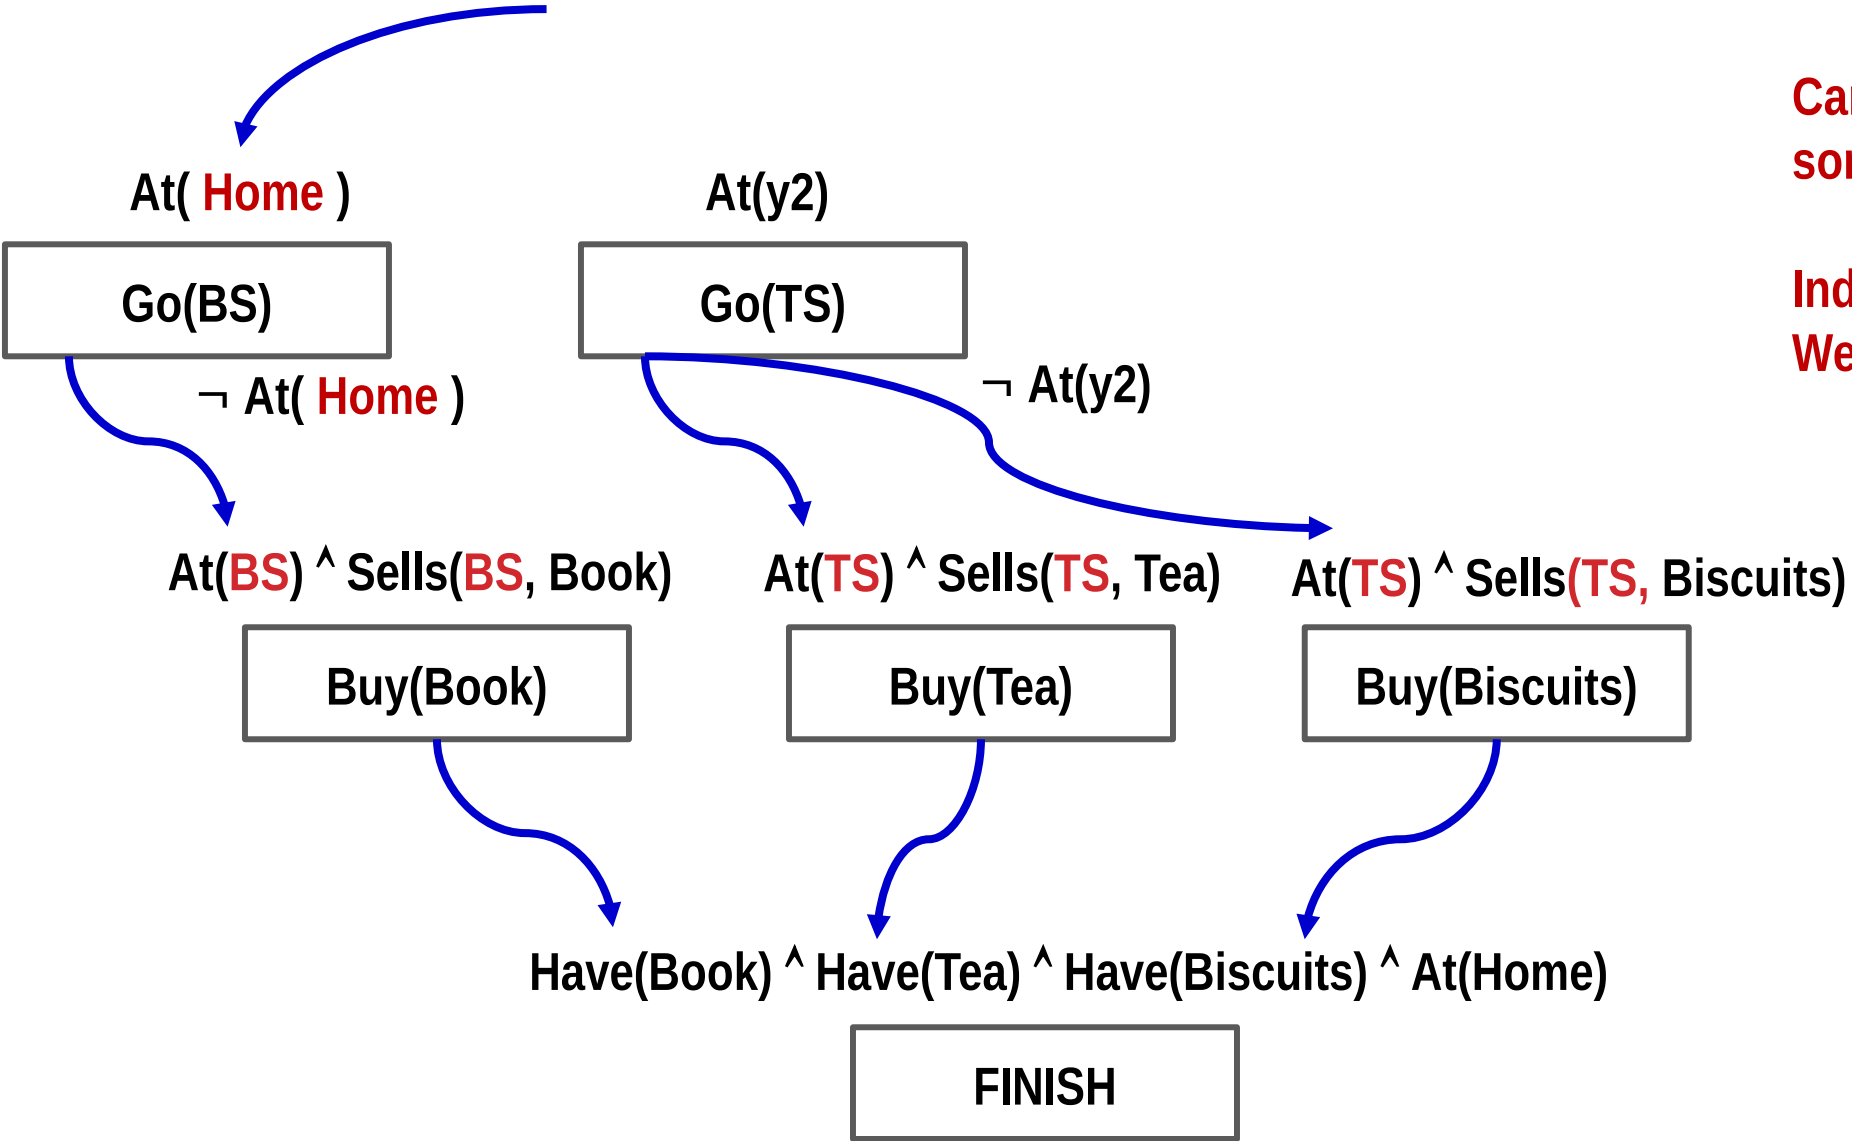 At( Home )
At(y2)
Go(BS)
Go(TS)
¬ At( Home )
¬ At(y2)
At(BS) ^ Sells(BS, Book)
At(TS) ^ Sells(TS, Tea)
At(TS) ^ Sells(TS, Biscuits)
Buy(Book)
Buy(Tea)
Buy(Biscuits)
Have(Book) ^ Have(Tea) ^ Have(Biscuits) ^ At(Home)
FINISH